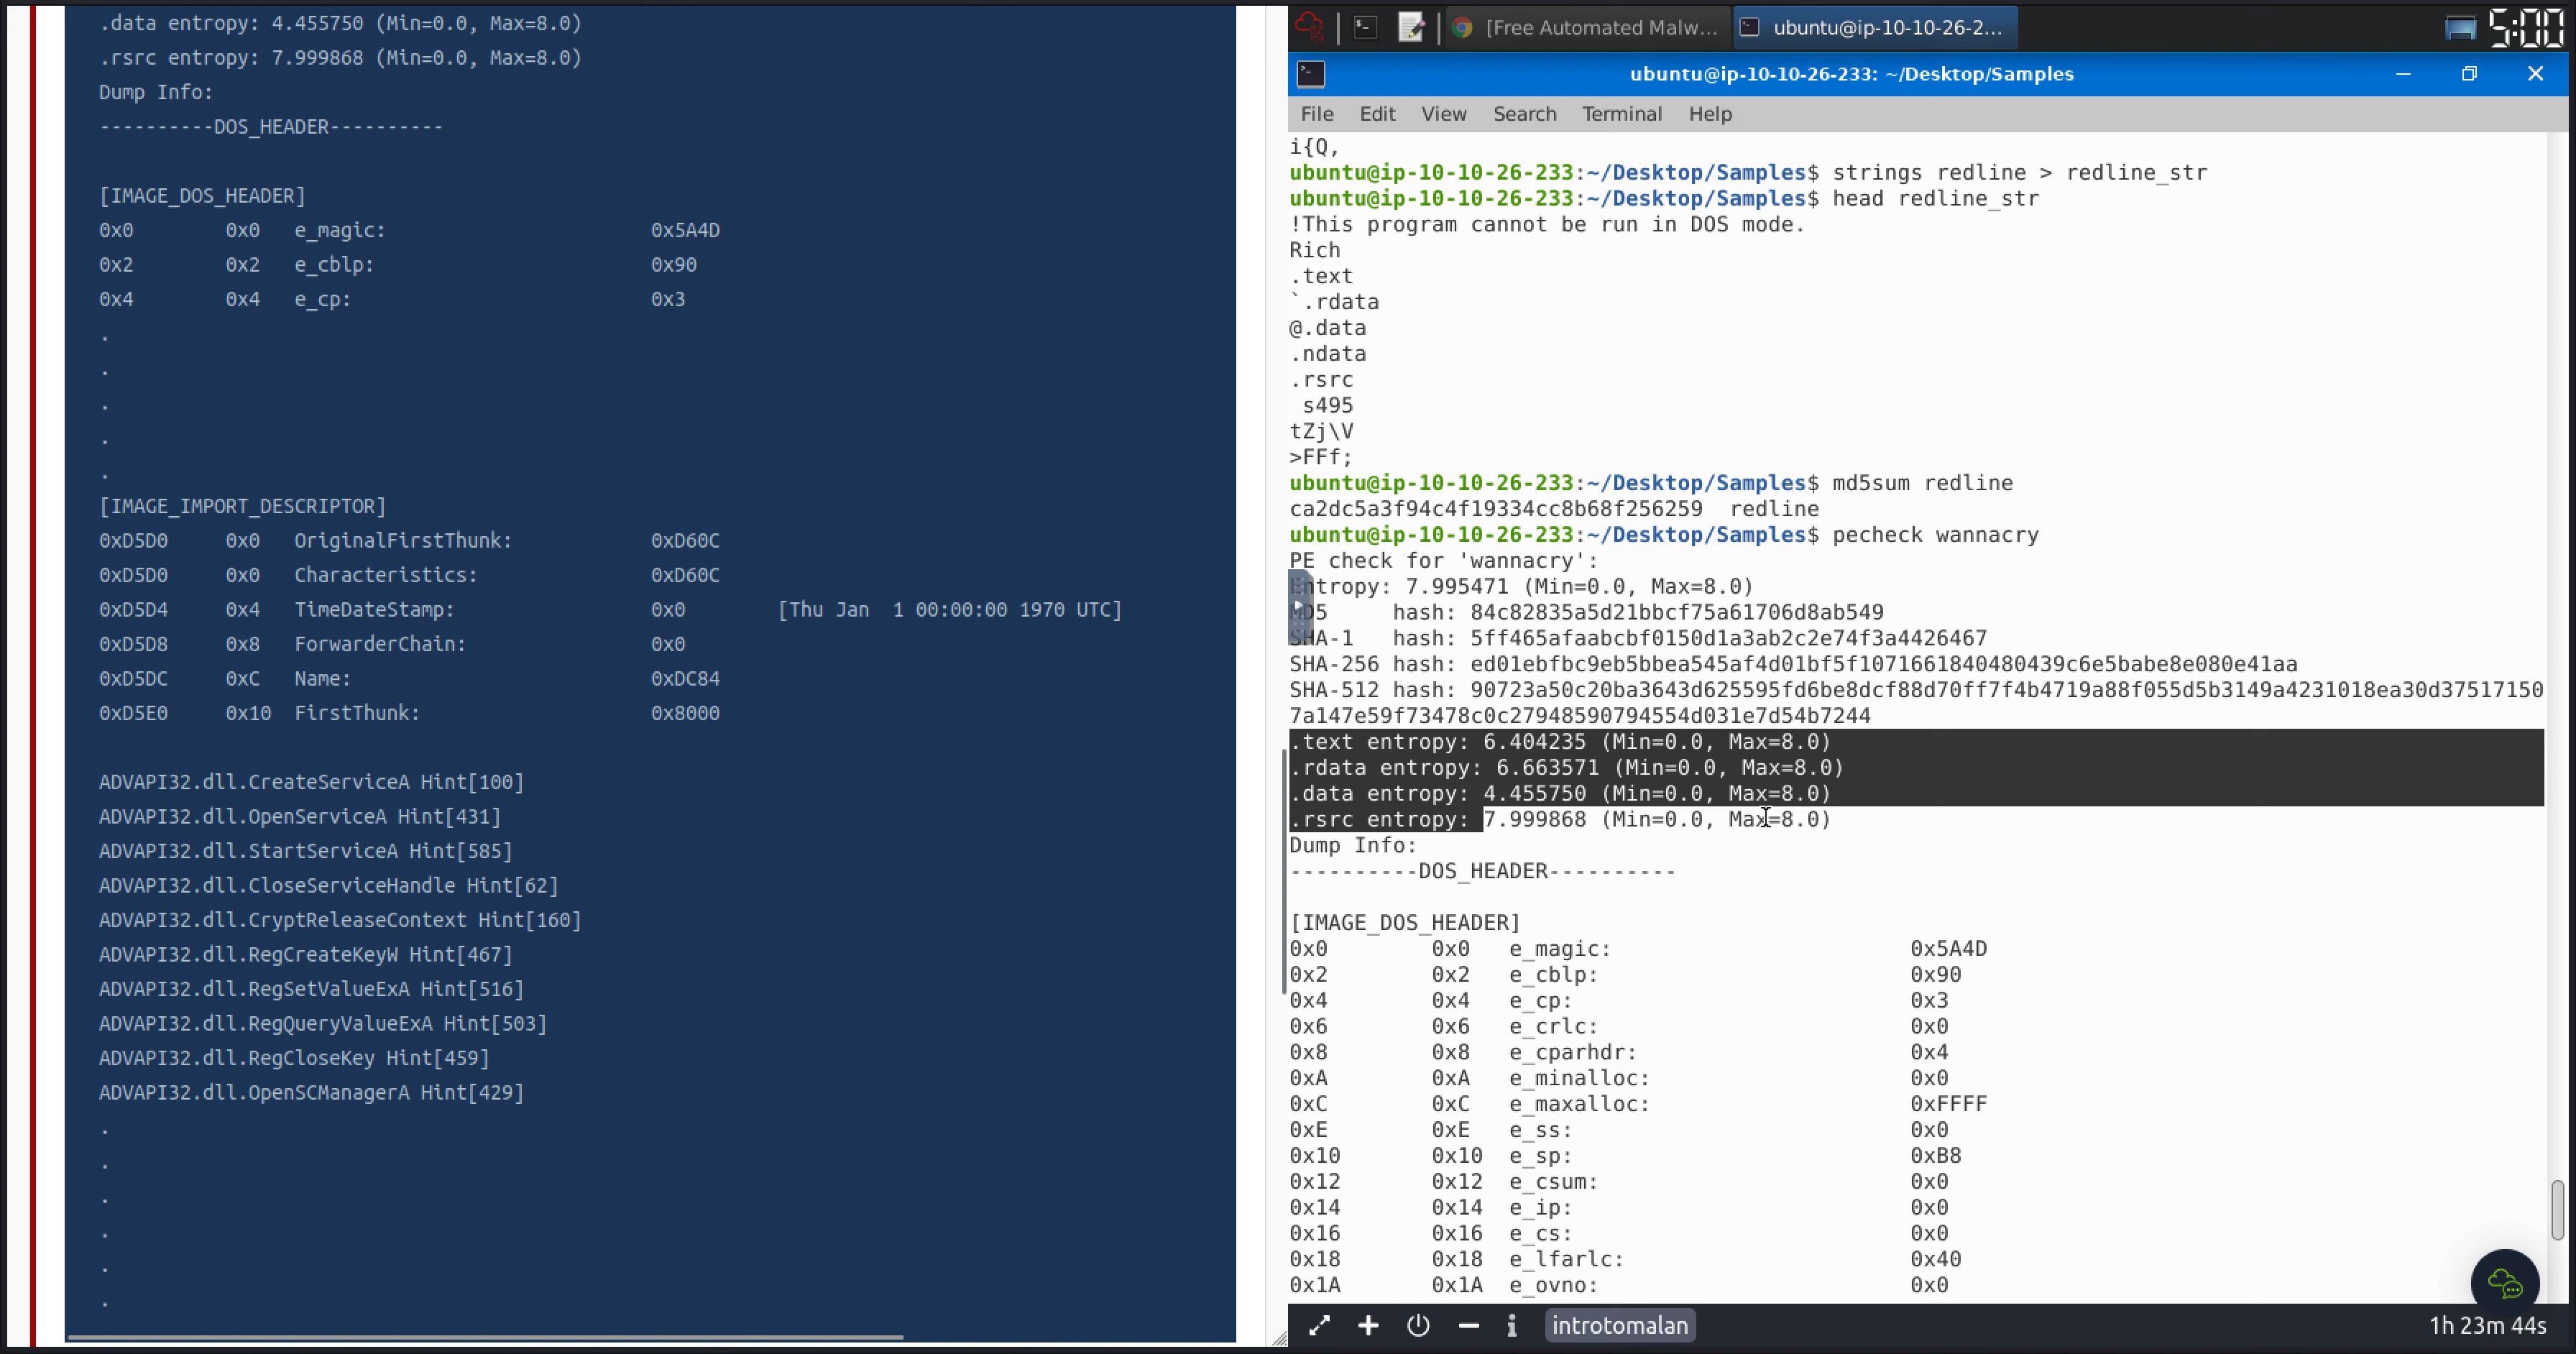 .data entropy: 4.455750 (Min=0.0, Max=8.0)
.rsrc entropy: 7.999868 (Min=0.0, Max=8.0)
Dump Info:
----------DOS_HEADER----------
[IMAGE_DOS_HEADER]
0x0 0x0 e_magic: 0x5A4D
0x2 0x2 e_cblp: 0x90
0x4 0x4 e_cp: 0x3
.
.
.
.
.
[IMAGE_IMPORT_DESCRIPTOR]
0xD5D0 0x0 OriginalFirstThunk: 0xD60C
0xD5D0 0x0 Characteristics: 0xD60C
0xD5D4 0x4 TimeDateStamp: 0x0 [Thu Jan  1 00:00:00 1970 UTC]
0xD5D8 0x8 ForwarderChain: 0x0
0xD5DC 0xC Name: 0xDC84
0xD5E0 0x10 FirstThunk: 0x8000
ADVAPI32.dll.CreateServiceA Hint[100]
ADVAPI32.dll.OpenServiceA Hint[431]
ADVAPI32.dll.StartServiceA Hint[585]
ADVAPI32.dll.CloseServiceHandle Hint[62]
ADVAPI32.dll.CryptReleaseContext Hint[160]
ADVAPI32.dll.RegCreateKeyW Hint[467]
ADVAPI32.dll.RegSetValueExA Hint[516]
ADVAPI32.dll.RegQueryValueExA Hint[503]
ADVAPI32.dll.RegCloseKey Hint[459]
ADVAPI32.dll.OpenSCManagerA Hint[429]
.
.
.
.
.
.
[Free Automated Malw... ubuntu@ip-10-10-26-2... 5:00
ubuntu@ip-10-10-26-233: ~/Desktop/Samples
File Edit View Search Terminal Help
i{Q,
ubuntu@ip-10-10-26-233:~/Desktop/Samples$ strings redline > redline_str
ubuntu@ip-10-10-26-233:~/Desktop/Samples$ head redline_str
!This program cannot be run in DOS mode.
Rich
.text
`.rdata
@.data
.ndata
.rsrc
s495
tZj\V
>FFf;
ubuntu@ip-10-10-26-233:~/Desktop/Samples$ md5sum redline
ca2dc5a3f94c4f19334cc8b68f256259  redline
ubuntu@ip-10-10-26-233:~/Desktop/Samples$ pecheck wannacry
PE check for 'wannacry':
Entropy: 7.995471 (Min=0.0, Max=8.0)
MD5     hash: 84c82835a5d21bbcf75a61706d8ab549
SHA-1   hash: 5ff465afaabcbf0150d1a3ab2c2e74f3a4426467
SHA-256 hash: ed01ebfbc9eb5bbea545af4d01bf5f1071661840480439c6e5babe8e080e41aa
SHA-512 hash: 90723a50c20ba3643d625595fd6be8dcf88d70ff7f4b4719a88f055d5b3149a4231018ea30d37517150
7a147e59f73478c0c27948590794554d031e7d54b7244
.text entropy: 6.404235 (Min=0.0, Max=8.0)
.rdata entropy: 6.663571 (Min=0.0, Max=8.0)
.data entropy: 4.455750 (Min=0.0, Max=8.0)
.rsrc entropy: 7.999868 (Min=0.0, Max=8.0)
Dump Info:
----------DOS_HEADER----------
[IMAGE_DOS_HEADER]
0x0 0x0 e_magic: 0x5A4D
0x2 0x2 e_cblp: 0x90
0x4 0x4 e_cp: 0x3
0x6 0x6 e_crlc: 0x0
0x8 0x8 e_cparhdr: 0x4
0xA 0xA e_minalloc: 0x0
0xC 0xC e_maxalloc: 0xFFFF
0xE 0xE e_ss: 0x0
0x10 0x10 e_sp: 0xB8
0x12 0x12 e_csum: 0x0
0x14 0x14 e_ip: 0x0
0x16 0x16 e_cs: 0x0
0x18 0x18 e_lfarlc: 0x40
0x1A 0x1A e_ovno: 0x0
introtomalan 1h 23m 44s